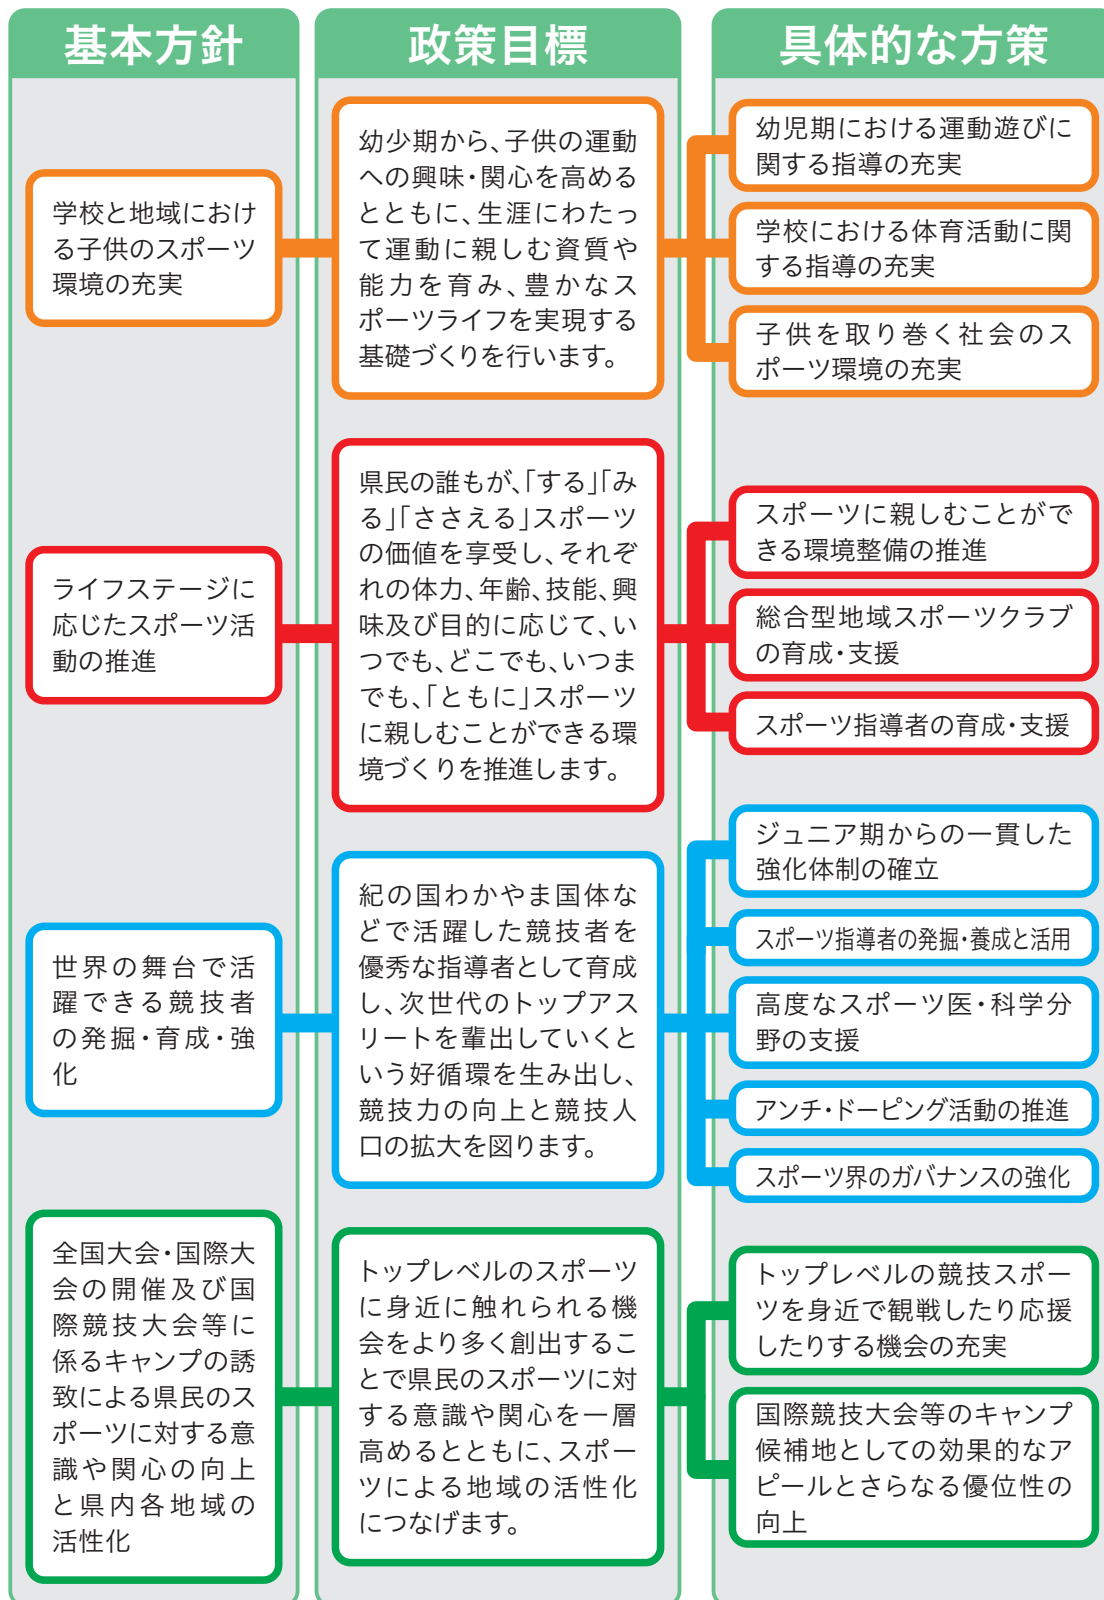 基本方針
政策目標
具体的な方策
学校と地域におけ
る子供のスポーツ
環境の充実
幼少期から、子供の運動
への興味・関心を高める
とともに、生涯にわたっ
て運動に親しむ資質や
能力を育み、豊かなス
ポーツライフを実現する
基礎づくりを行います。
幼児期における運動遊びに
関する指導の充実
学校における体育活動に関
する指導の充実
子供を取り巻く社会のス
ポーツ環境の充実
ライフステージに
応じたスポーツ活
動の推進
県民の誰もが、「する」「み
る」「ささえる」スポーツ
の価値を享受し、それぞ
れの体力、年齢、技能、興
味及び目的に応じて、い
つでも、どこでも、いつま
でも、「ともに」スポーツ
に親しむことができる環
境づくりを推進します。
スポーツに親しむことがで
きる環境整備の推進
総合型地域スポーツクラブ
の育成・支援
スポーツ指導者の育成・支援
世界の舞台で活
躍できる競技者
の発掘・育成・強
化
紀の国わかやま国体な
どで活躍した競技者を
優秀な指導者として育成
し、次世代のトップアス
リートを輩出していくと
いう好循環を生み出し、
競技力の向上と競技人
口の拡大を図ります。
ジュニア期からの一貫した
強化体制の確立
スポーツ指導者の発掘・養成と活用
高度なスポーツ医・科学分
野の支援
アンチ・ドーピング活動の推進
スポーツ界のガバナンスの強化
全国大会・国際大
会の開催及び国
際競技大会等に
係るキャンプの誘
致による県民のス
ポーツに対する意
識や関心の向上
と県内各地域の
活性化
トップレベルのスポーツ
に身近に触れられる機
会をより多く創出するこ
とで県民のスポーツに対
する意識や関心を一層
高めるとともに、スポー
ツによる地域の活性化
につなげます。
トップレベルの競技スポー
ツを身近で観戦したり応援
したりする機会の充実
国際競技大会等のキャンプ
候補地としての効果的なア
ピールとさらなる優位性の
向上